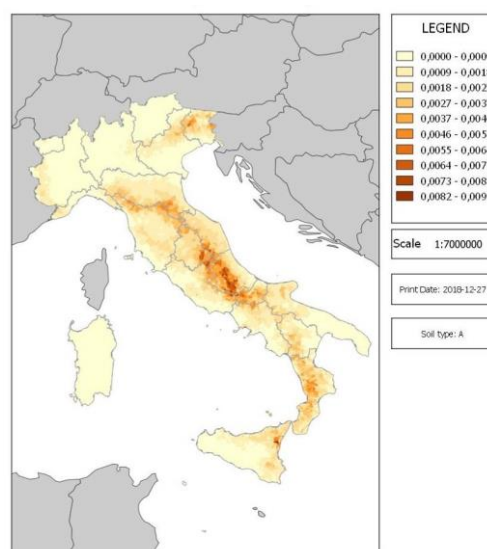 LEGEND
0,0000 - 0,000
0,0009 - 0,001
0,0018 - 0,002
0,0027 - 0,003
0,0037 - 0,004
0,0046 - 0,005
0,0055 - 0,006
0,0064 - 0,007
0,0073 - 0,008
0,0082 - 0,009
Scale 1:7000000
Print Date: 2018-12-27
Soil type: A